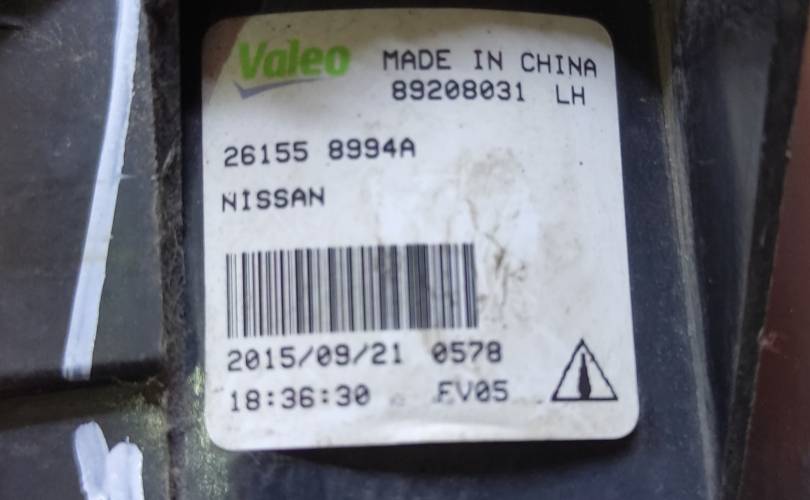 Valeo MADE IN CHINA
89208031 LH
26155 8994A
NISSAN
2015/09/21 0578
18:36:30 FV05